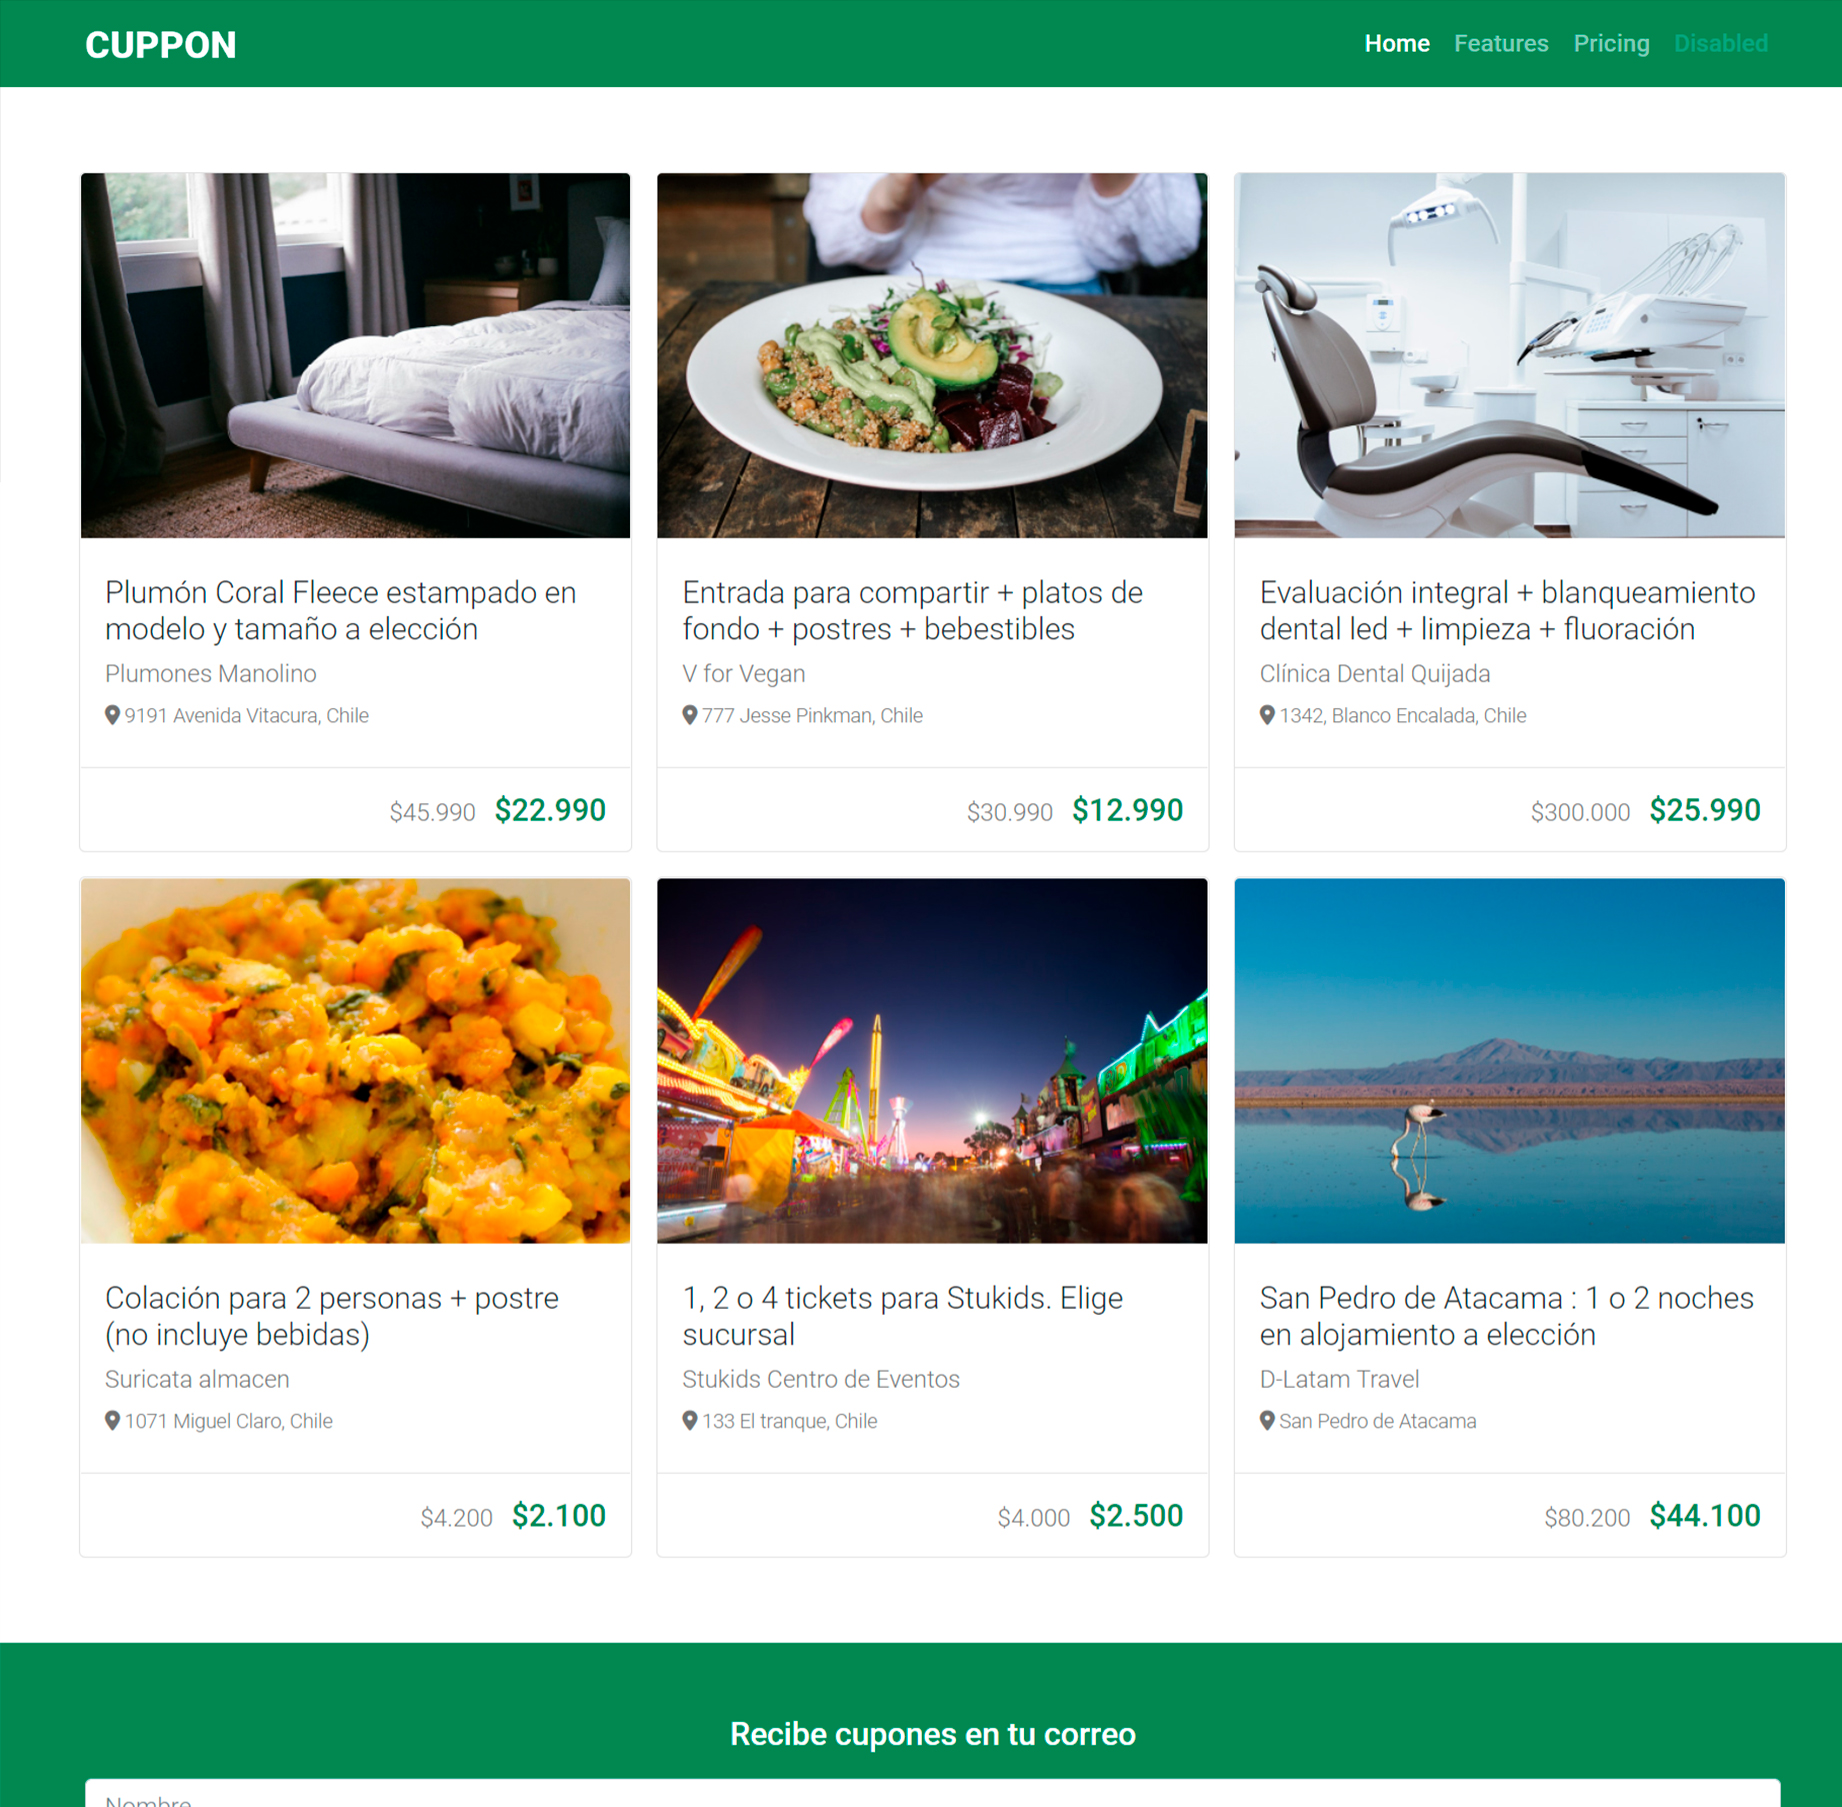 CUPPON
Home Features Pricing Disabled
Plumón Coral Fleece estampado en
modelo y tamaño a elección
Plumones Manolino
9191 Avenida Vitacura, Chile
$45.990 $22.990
Entrada para compartir + platos de
fondo + postres + bebestibles
V for Vegan
777 Jesse Pinkman, Chile
$30.990 $12.990
Evaluación integral + blanqueamiento
dental led + limpieza + fluoración
Clínica Dental Quijada
1342, Blanco Encalada, Chile
$300.000 $25.990
Colación para 2 personas + postre
(no incluye bebidas)
Suricata almacen
1071 Miguel Claro, Chile
$4.200 $2.100
1, 2 o 4 tickets para Stukids. Elige
sucursal
Stukids Centro de Eventos
133 El tranque, Chile
$4.000 $2.500
San Pedro de Atacama : 1 o 2 noches
en alojamiento a elección
D-Latam Travel
San Pedro de Atacama
$80.200 $44.100
Recibe cupones en tu correo
Nombre